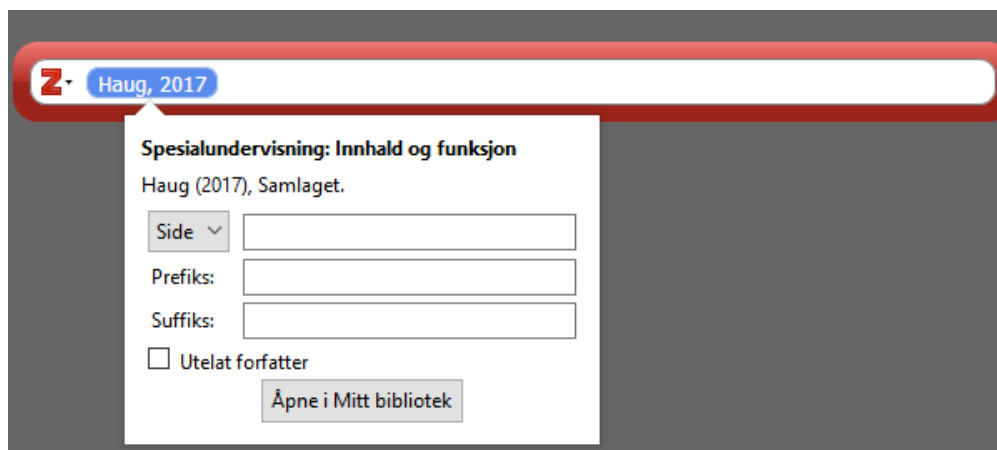 Z Haug, 2017
Spesialundervisning: Innhald og funksjon
Haug (2017), Samlaget.
Side
Prefiks:
Suffiks:
Utelat forfatter
Åpne i Mitt bibliotek